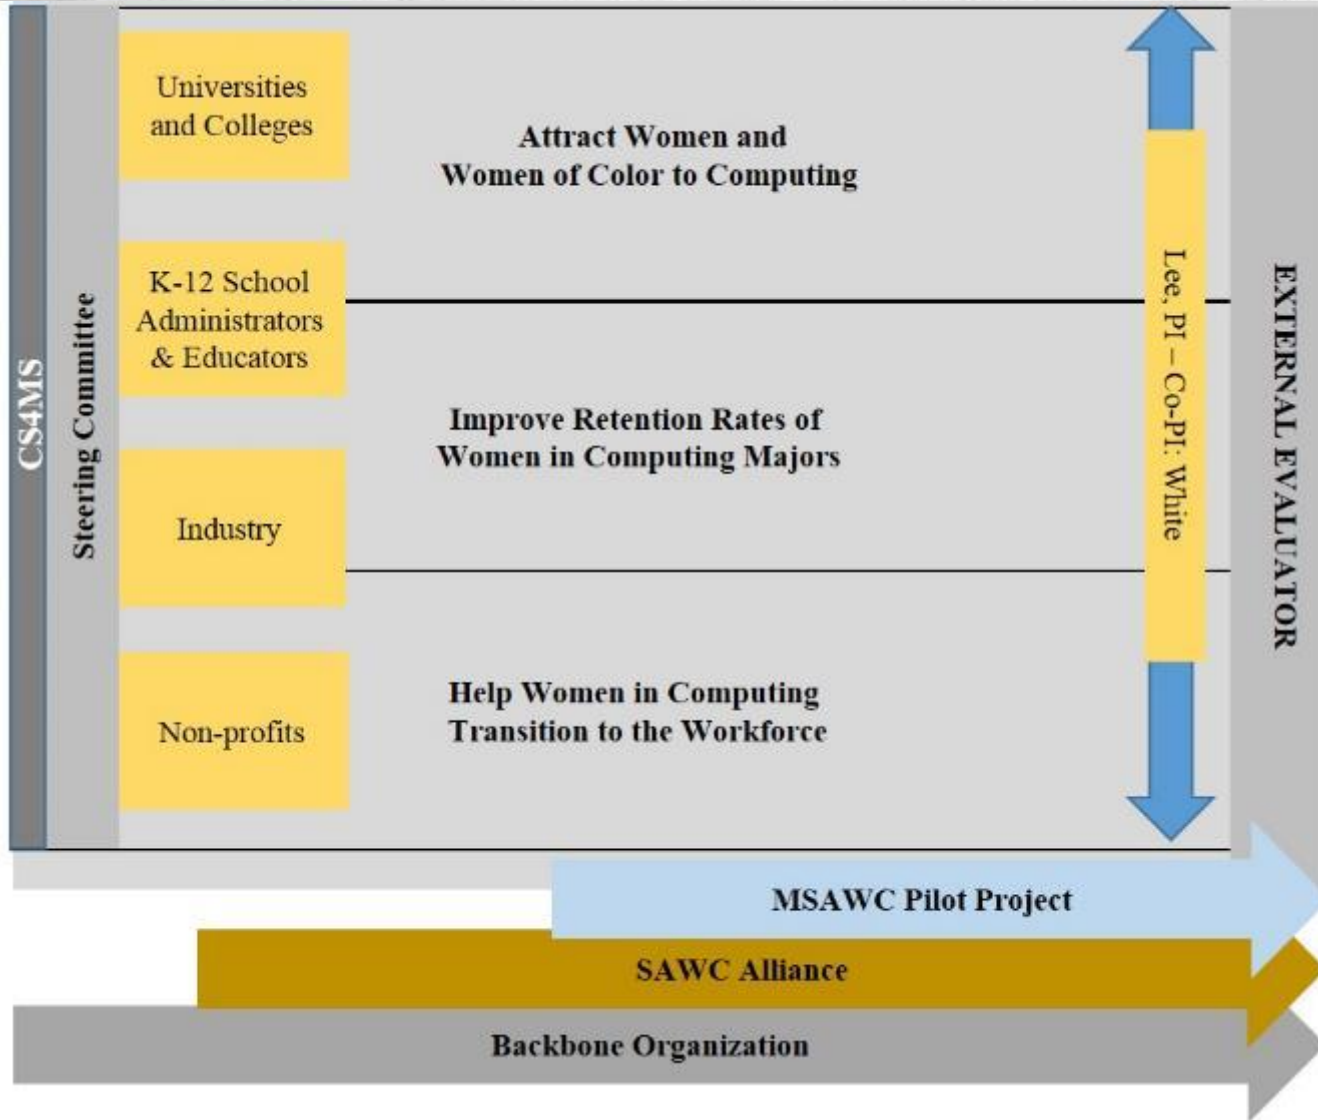 CS4MS
Steering Committee
Universities
and Colleges
K-12 School
Administrators
& Educators
Industry
Non-profits
Attract Women and
Women of Color to Computing
Improve Retention Rates of
Women in Computing Majors
Help Women in Computing
Transition to the Workforce
Lee, PI – Co-PI: White
EXTERNAL EVALUATOR
MSAWC Pilot Project
SAWC Alliance
Backbone Organization